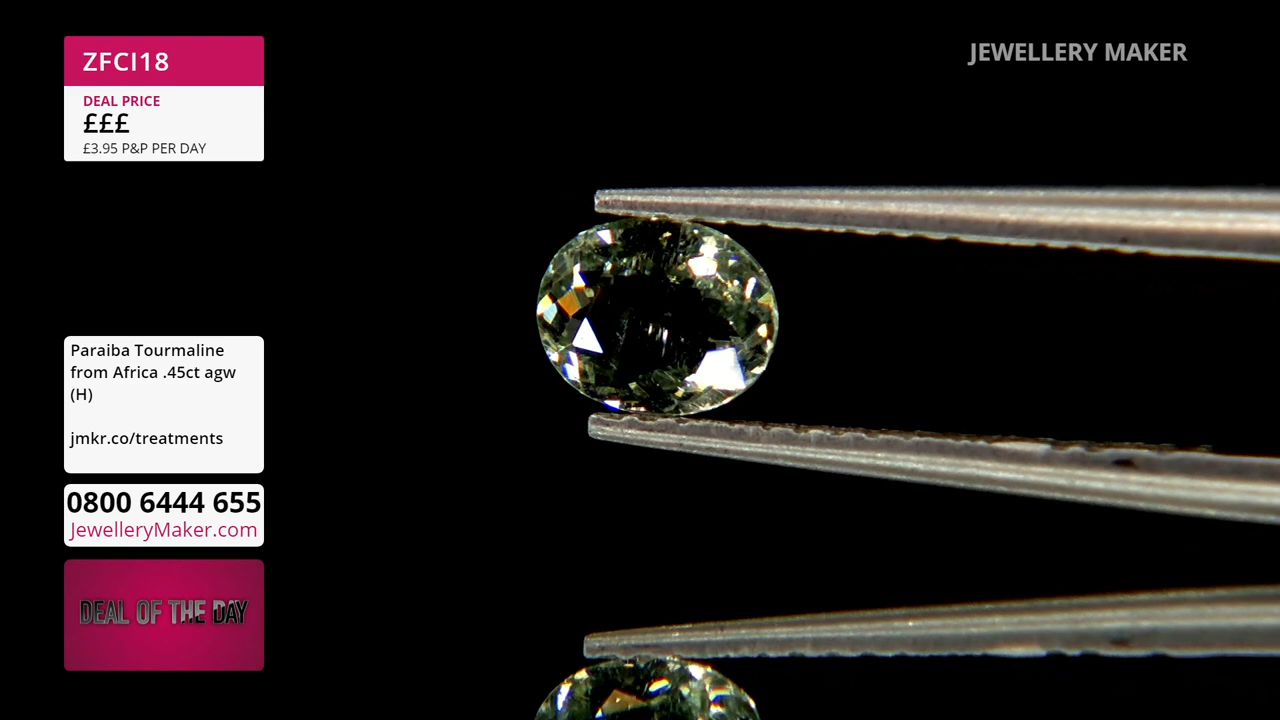 ZFCI18
DEAL PRICE
£££
£3.95 P&P PER DAY
JEWELLERY MAKER
Paraiba Tourmaline
from Africa .45ct agw
(H)
jmkr.co/treatments
0800 6444 655
JewelleryMaker.com
DEAL OF THE DAY